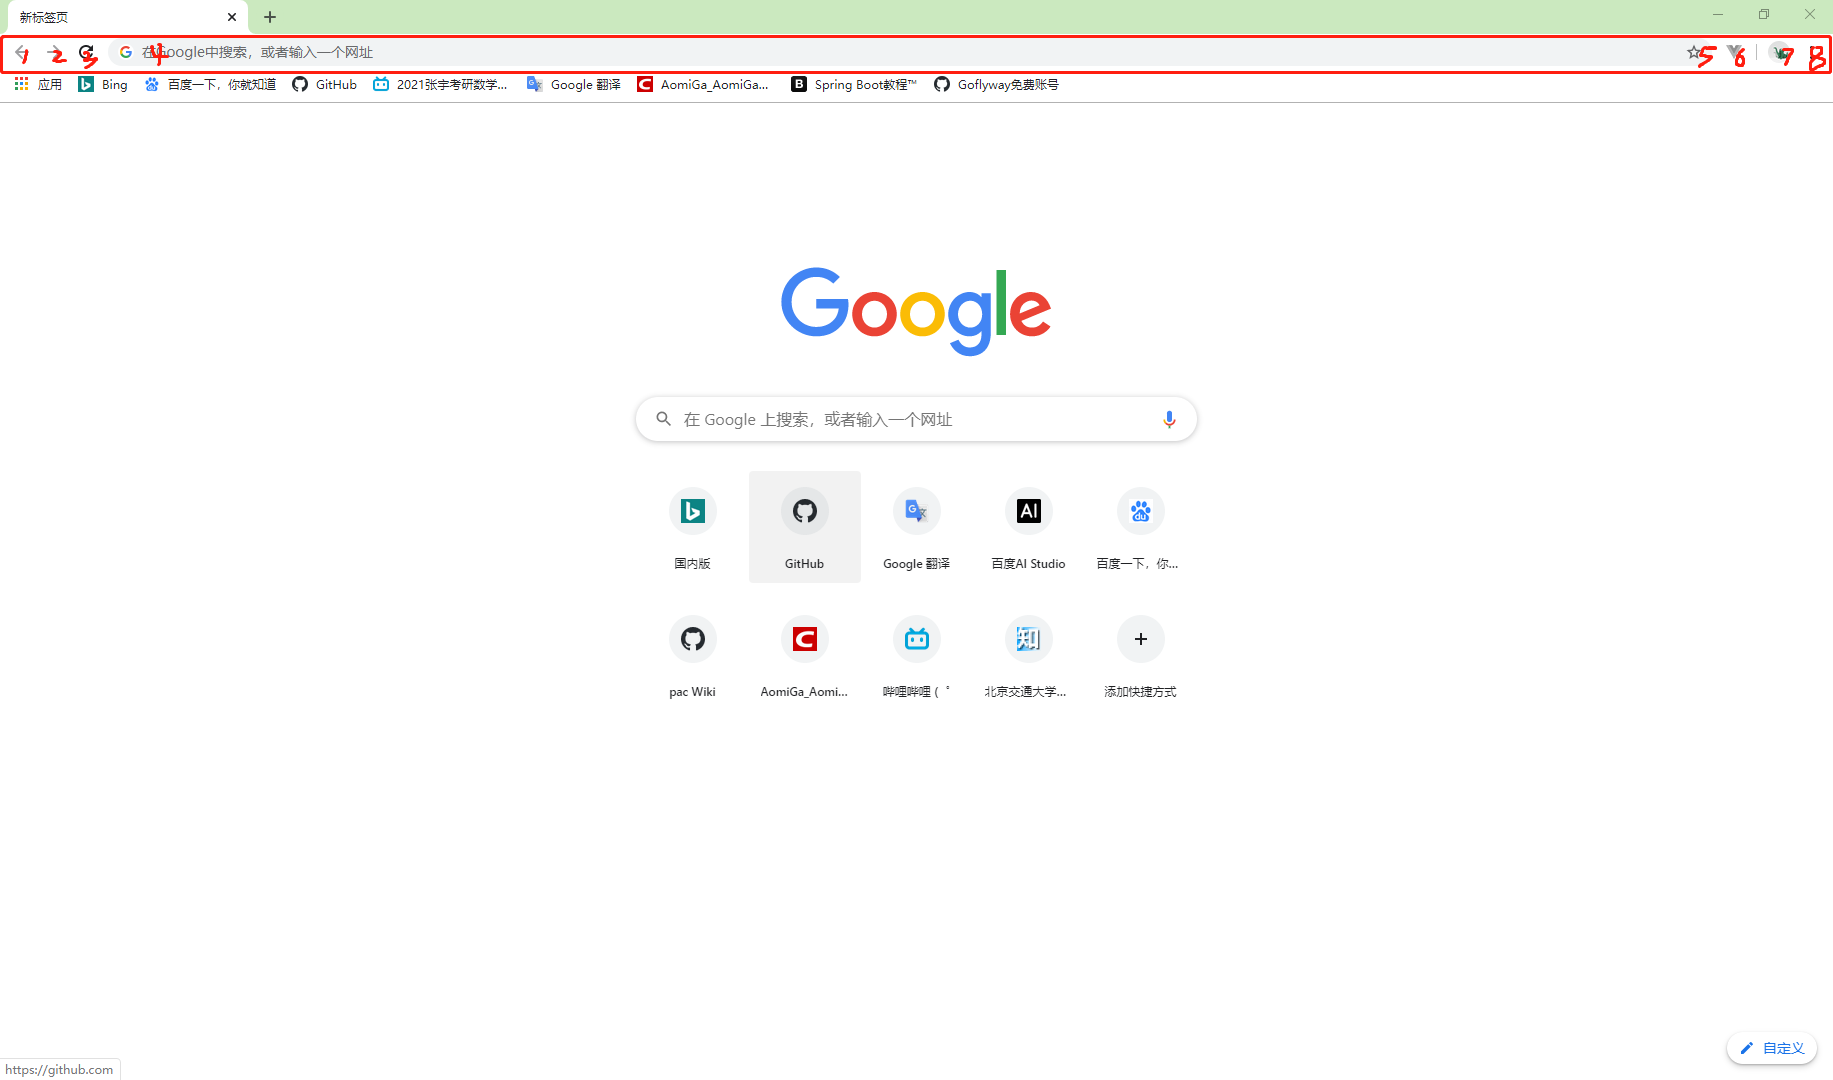 新标签页
1 2 3 4 在Google中搜索，或者输入一个网址 5 6 7 8
应用 Bing 百度一下，你就知道 GitHub 2021张宇考研数学... Google 翻译 AomiGa_AomiGa... Spring Boot教程™ Goflyway免费账号
Google
在 Google 上搜索，或者输入一个网址
国内版 GitHub Google 翻译 百度AI Studio 百度一下，你...
pac Wiki AomiGa_Aomi... 哔哩哔哩 ( ゜ 北京交通大学... 添加快捷方式
自定义
https://github.com